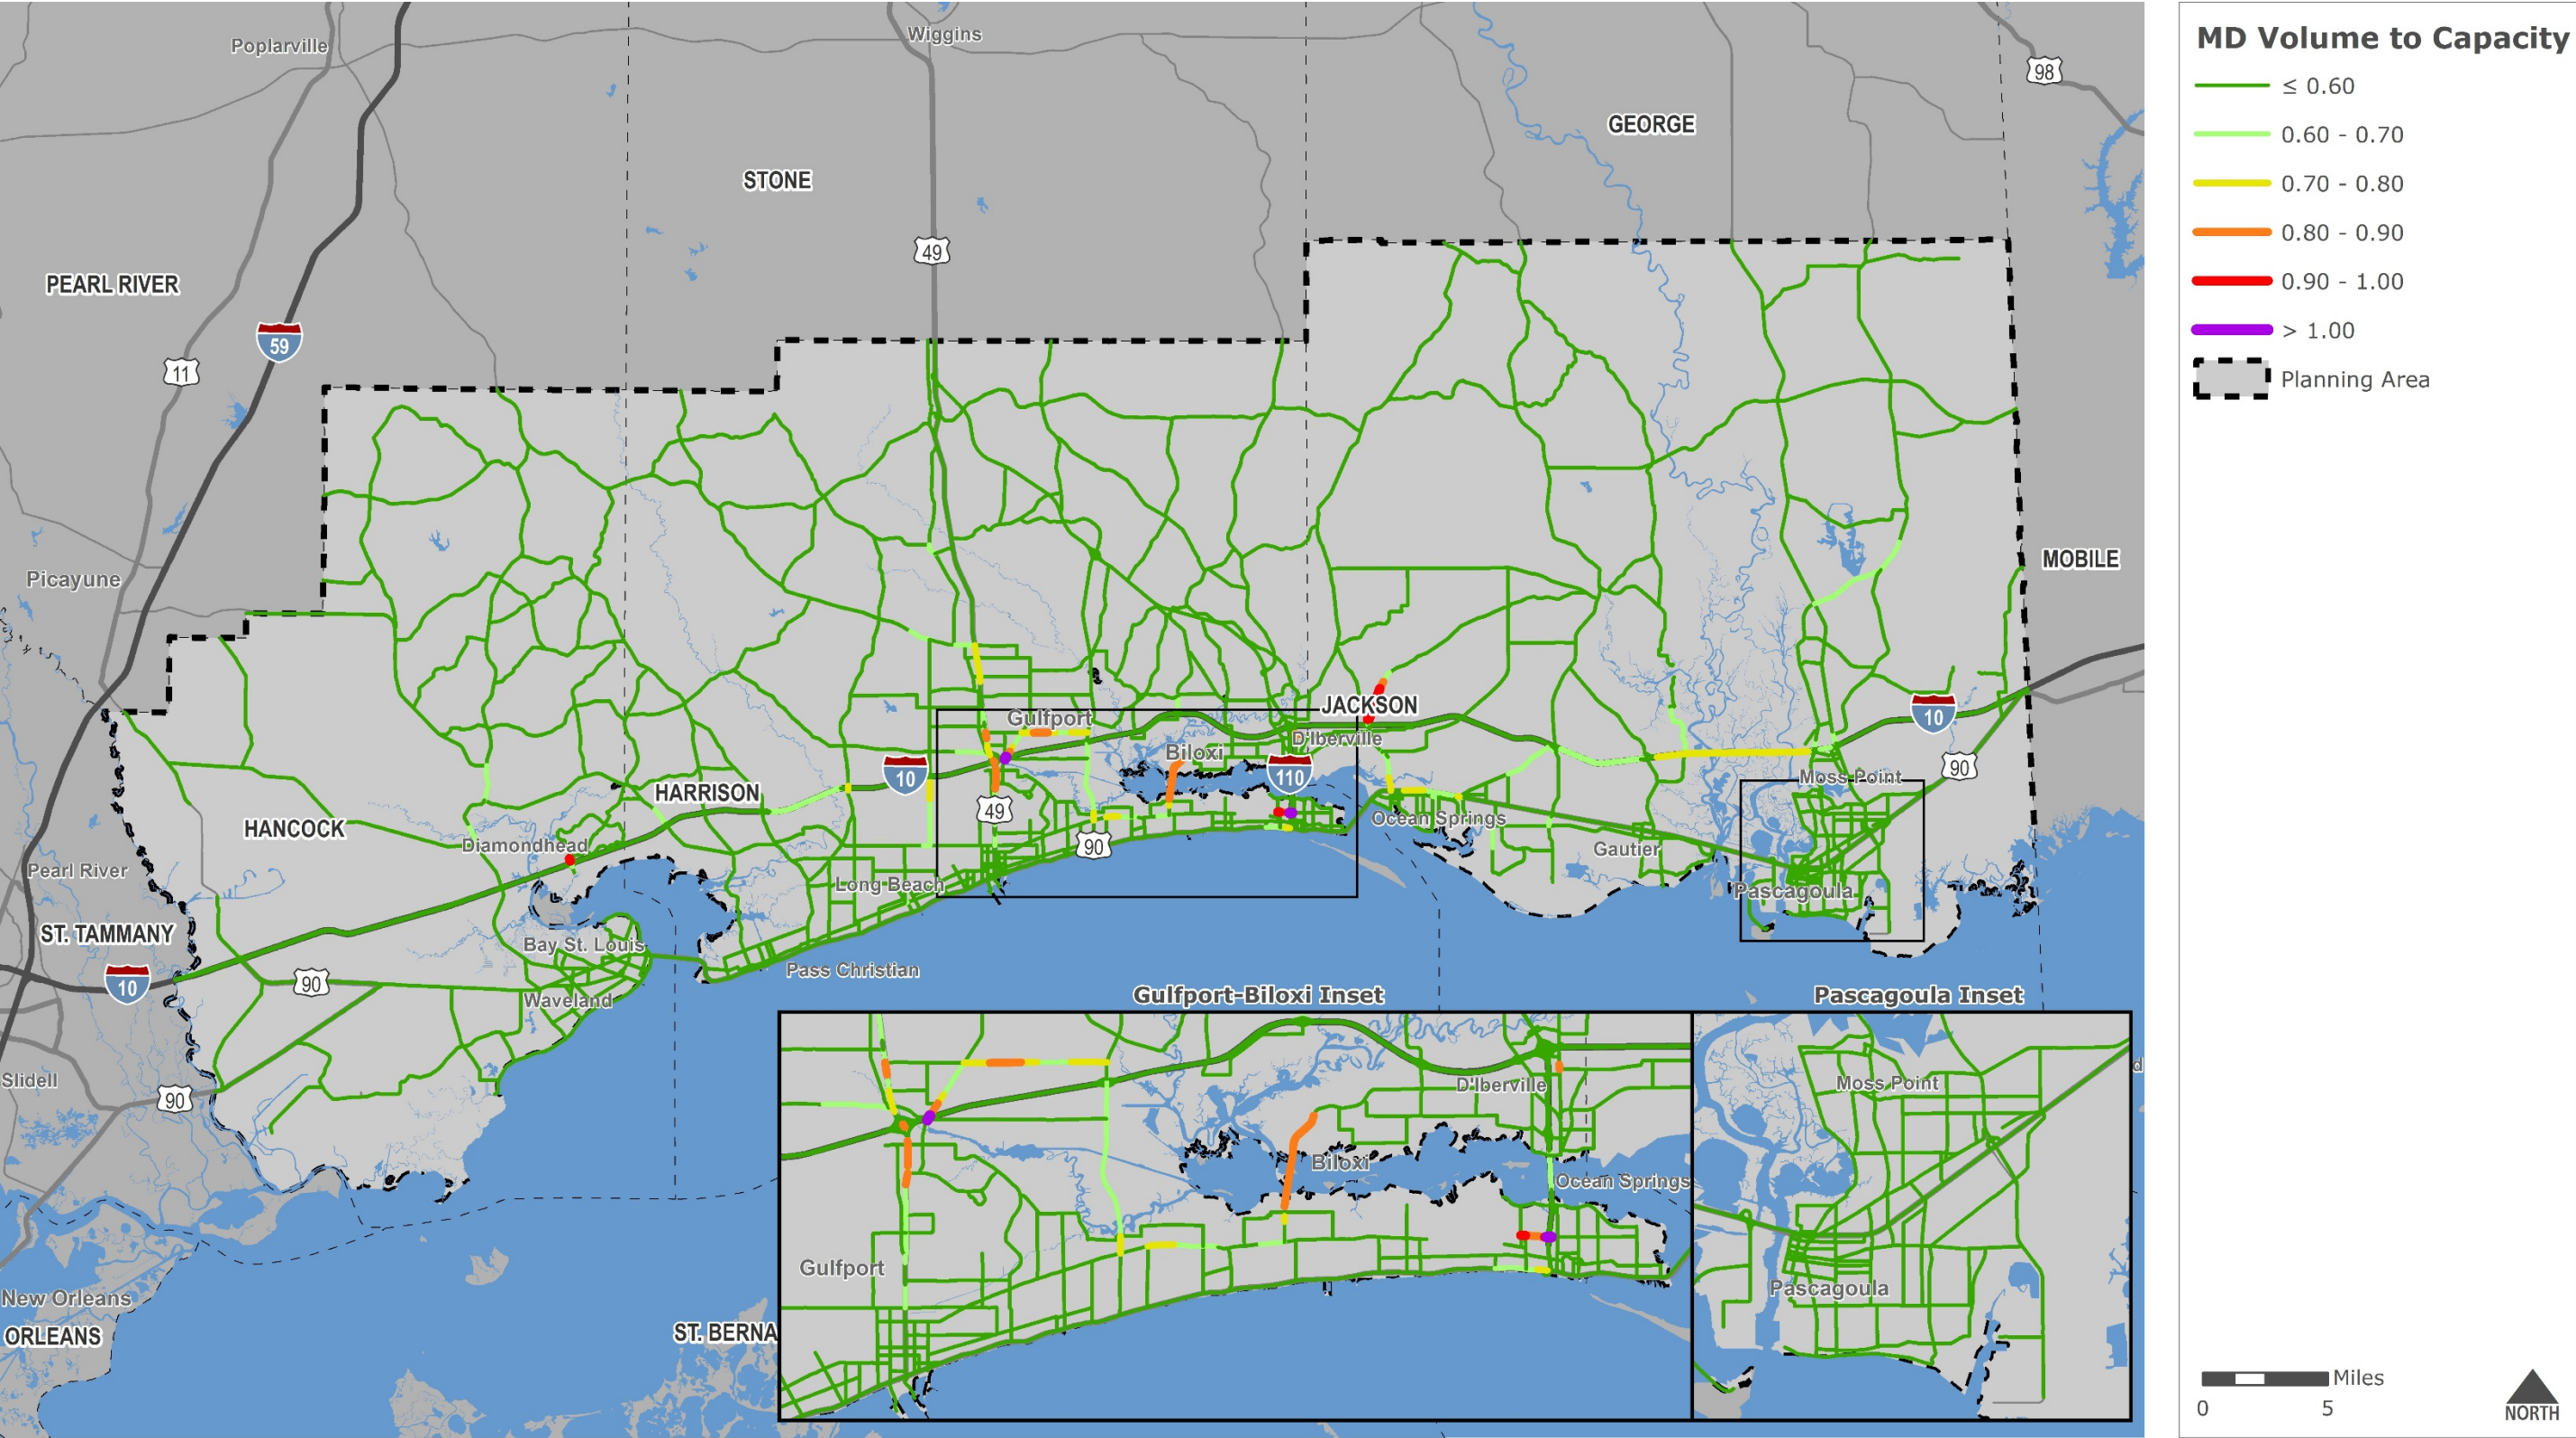 Poplarville
Wiggins
98
GEORGE
STONE
49
PEARL RIVER
59
11
MOBILE
Picayune
JACKSON
Gulfport
10
D'Iberville
Biloxi
90
10
110
Moss Point
HARRISON
49
Ocean Springs
HANCOCK
Diamondhead
90
Gautier
Pearl River
Long Beach
Pascagoula
ST. TAMMANY
Bay St. Louis
Pass Christian
10
90
Waveland
Slidell
90
New Orleans
ORLEANS
ST. BERNA
Gulfport-Biloxi Inset
D'Iberville
Biloxi
Ocean Springs
Gulfport
Pascagoula Inset
Moss Point
Pascagoula
d
MD Volume to Capacity
≤ 0.60
0.60 - 0.70
0.70 - 0.80
0.80 - 0.90
0.90 - 1.00
> 1.00
Planning Area
Miles
0 5
NORTH